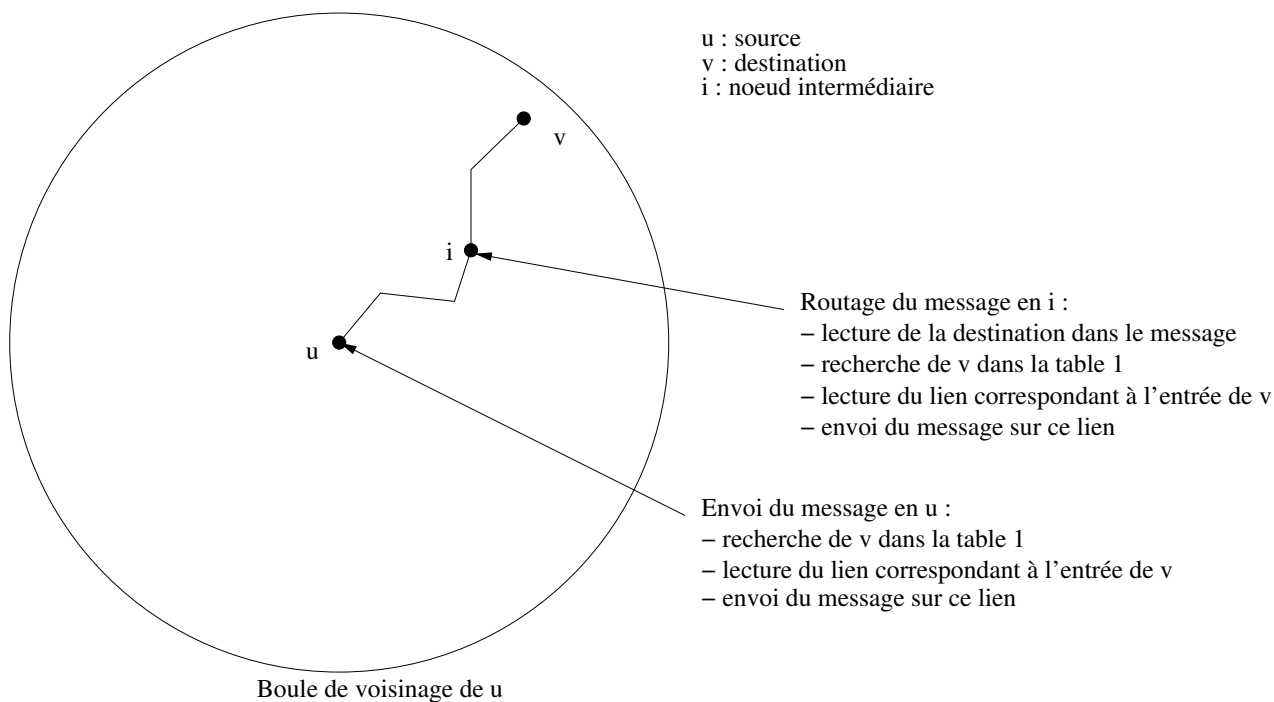 u : source
v : destination
i : noeud intermédiaire
v
i
u
Routage du message en i :
− lecture de la destination dans le message
− recherche de v dans la table 1
− lecture du lien correspondant à l'entrée de v
− envoi du message sur ce lien
Envoi du message en u :
− recherche de v dans la table 1
− lecture du lien correspondant à l'entrée de v
− envoi du message sur ce lien
Boule de voisinage de u